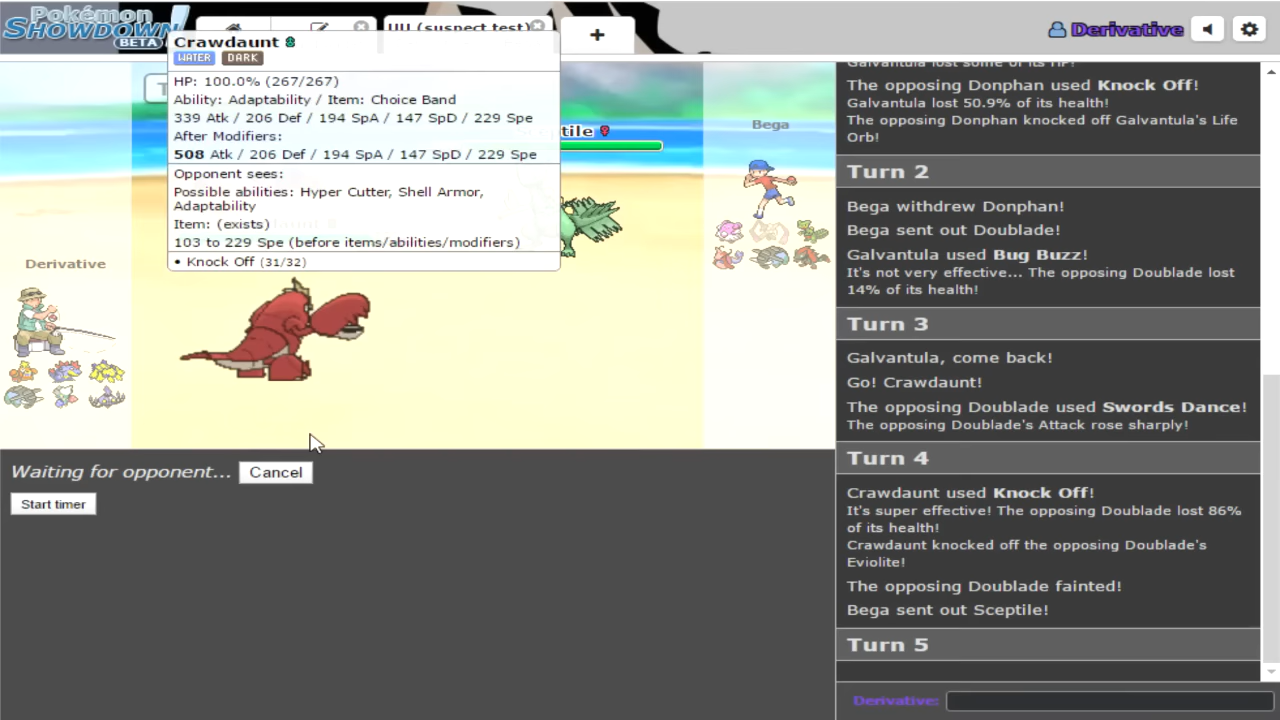 Pokémon
SHOWDOWN!
BETA
UU (suspect test)
+
Derivative
Crawdaunt
WATER DARK
HP: 100.0% (267/267)
Ability: Adaptability / Item: Choice Band
339 Atk / 206 Def / 194 SpA / 147 SpD / 229 Spe
After Modifiers:
508 Atk / 206 Def / 194 SpA / 147 SpD / 229 Spe
Opponent sees:
Possible abilities: Hyper Cutter, Shell Armor,
Adaptability
Item: (exists)
103 to 229 Spe (before items/abilities/modifiers)
• Knock Off (31/32)
Derivative
Bega
Waiting for opponent... Cancel
Start timer
Galvantula lost some of its HP!
The opposing Donphan used Knock Off!
Galvantula lost 50.9% of its health!
The opposing Donphan knocked off Galvantula's Life
Orb!
Turn 2
Bega withdrew Donphan!
Bega sent out Doublade!
Galvantula used Bug Buzz!
It's not very effective... The opposing Doublade lost
14% of its health!
Turn 3
Galvantula, come back!
Go! Crawdaunt!
The opposing Doublade used Swords Dance!
The opposing Doublade's Attack rose sharply!
Turn 4
Crawdaunt used Knock Off!
It's super effective! The opposing Doublade lost 86%
of its health!
Crawdaunt knocked off the opposing Doublade's
Eviolite!
The opposing Doublade fainted!
Bega sent out Sceptile!
Turn 5
Derivative: